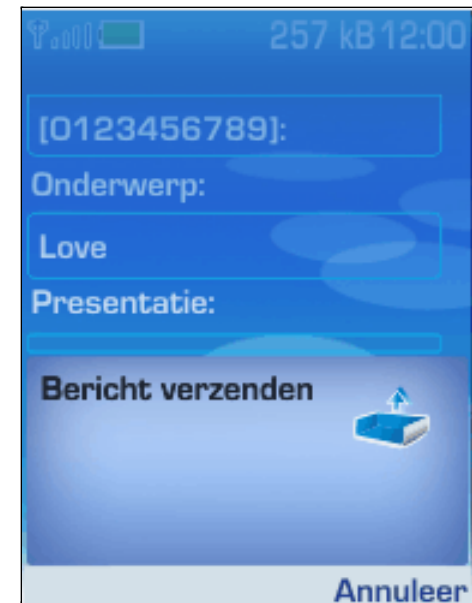 257 kB 12:00
[0123456789]:
Onderwerp:
Love
Presentatie:
Bericht verzenden
Annuleer